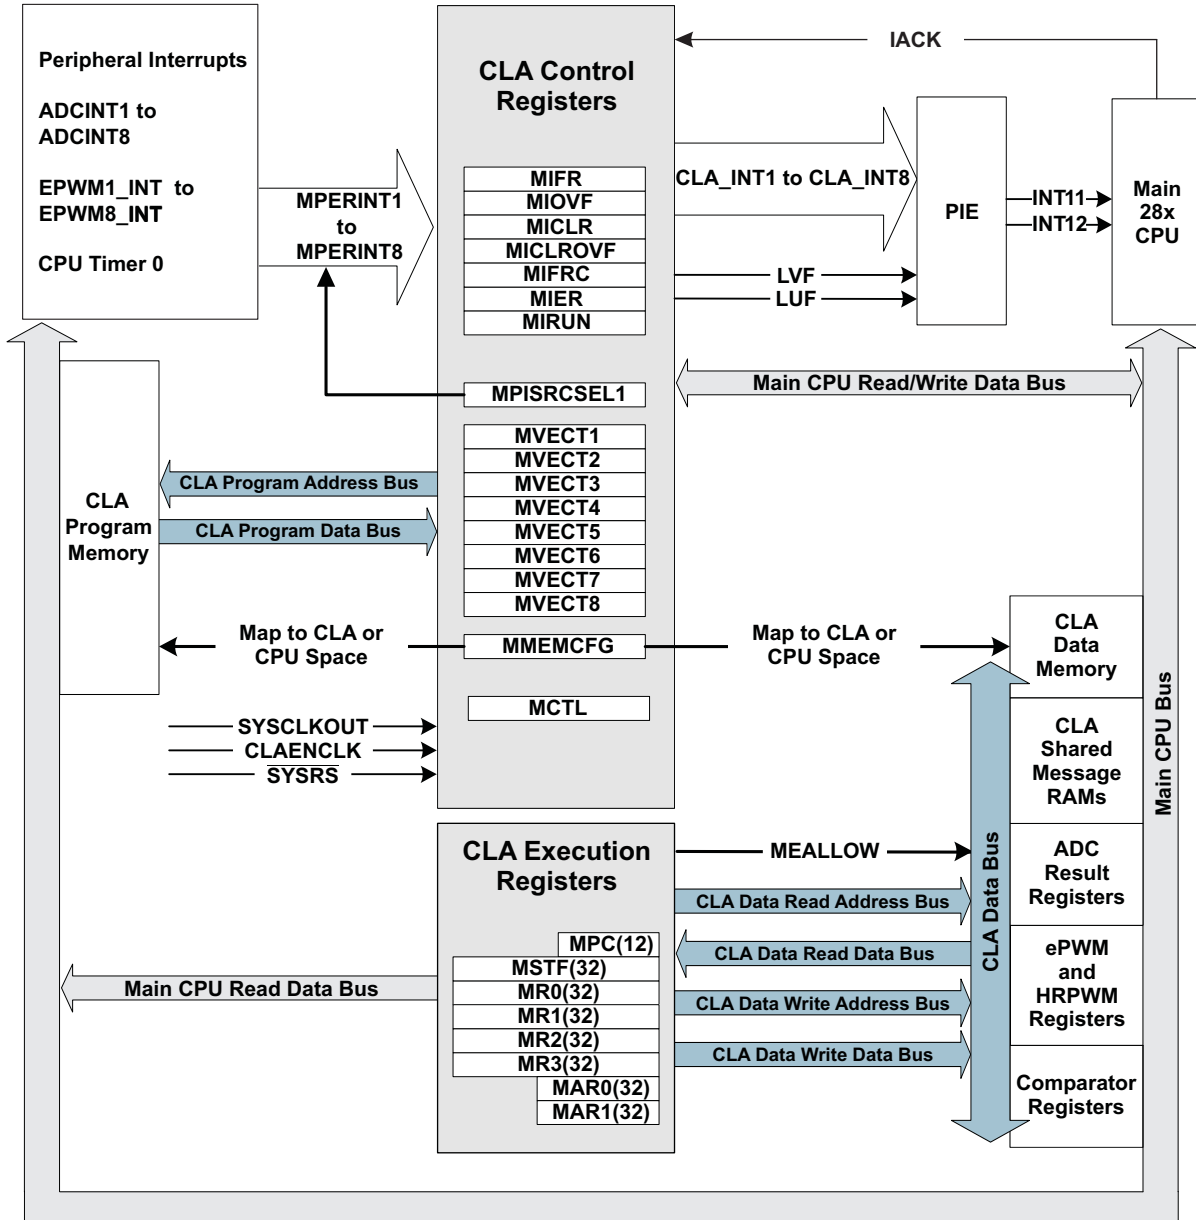 Peripheral Interrupts
ADCINT1 to
ADCINT8
EPWM1_INT to
EPWM8_INT
CPU Timer 0
MPERINT1
to
MPERINT8
CLA Control
Registers
MIFR
MIOVF
MICLR
MICLROVF
MIFRC
MIER
MIRUN
MPISRCSEL1
MVECT1
MVECT2
MVECT3
MVECT4
MVECT5
MVECT6
MVECT7
MVECT8
MMEMCFG
MCTL
IACK
CLA_INT1 to CLA_INT8
LVF
LUF
PIE
INT11
INT12
Main
28x
CPU
Main CPU Read/Write Data Bus
CLA Program Address Bus
CLA Program Data Bus
CLA
Program
Memory
Map to CLA or
CPU Space
Map to CLA or
CPU Space
SYSCLKOUT
CLAENCLK
SYSRS
CLA
Data
Memory
CLA
Shared
Message
RAMs
ADC
Result
Registers
ePWM
and
HRPWM
Registers
Comparator
Registers
Main CPU Bus
CLA Data Bus
CLA Execution
Registers
MPC(12)
MSTF(32)
MR0(32)
MR1(32)
MR2(32)
MR3(32)
MAR0(32)
MAR1(32)
MEALLOW
CLA Data Read Address Bus
CLA Data Read Data Bus
CLA Data Write Address Bus
CLA Data Write Data Bus
Main CPU Read Data Bus